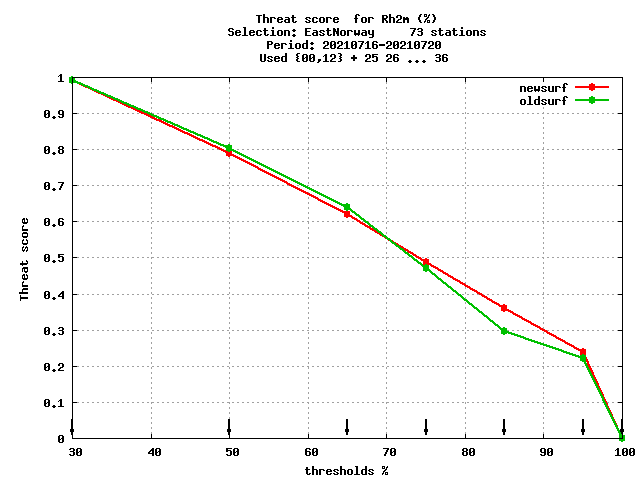 Threat score  for Rh2m (%)
Selection: EastNorway     73 stations
Period: 20210716-20210720
Used {00,12} + 25 26 ... 36
newsurf
oldsurf
1
0.9
0.8
0.7
0.6
0.5
0.4
0.3
0.2
0.1
0
Threat score
30 40 50 60 70 80 90 100
thresholds %